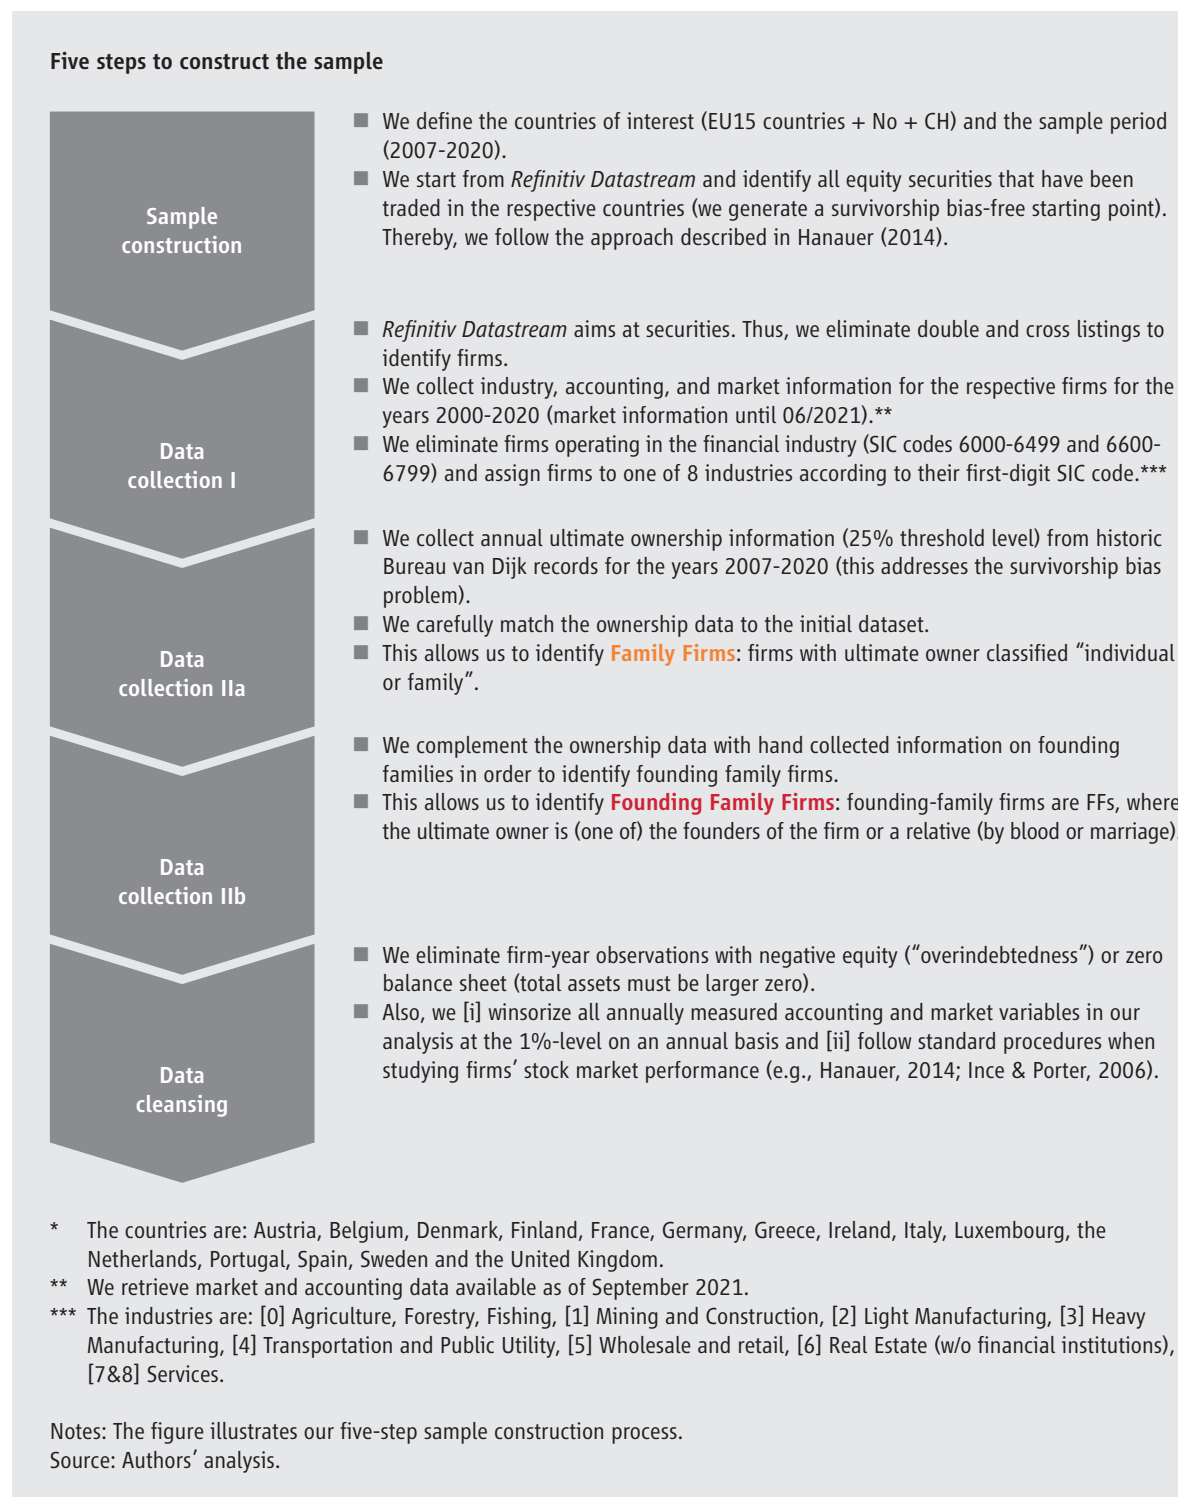 Five steps to construct the sample
Sample
construction
■ We define the countries of interest (EU15 countries + No + CH) and the sample period
(2007-2020).
■ We start from Refinitiv Datastream and identify all equity securities that have been
traded in the respective countries (we generate a survivorship bias-free starting point).
Thereby, we follow the approach described in Hanauer (2014).
Data
collection I
■ Refinitiv Datastream aims at securities. Thus, we eliminate double and cross listings to
identify firms.
■ We collect industry, accounting, and market information for the respective firms for the
years 2000-2020 (market information until 06/2021).**
■ We eliminate firms operating in the financial industry (SIC codes 6000-6499 and 6600-
6799) and assign firms to one of 8 industries according to their first-digit SIC code.***
Data
collection IIa
■ We collect annual ultimate ownership information (25% threshold level) from historic
Bureau van Dijk records for the years 2007-2020 (this addresses the survivorship bias
problem).
■ We carefully match the ownership data to the initial dataset.
■ This allows us to identify Family Firms: firms with ultimate owner classified "individual
or family".
Data
collection IIb
■ We complement the ownership data with hand collected information on founding
families in order to identify founding family firms.
■ This allows us to identify Founding Family Firms: founding-family firms are FFs, where
the ultimate owner is (one of) the founders of the firm or a relative (by blood or marriage).
Data
cleansing
■ We eliminate firm-year observations with negative equity ("overindebtedness") or zero
balance sheet (total assets must be larger zero).
■ Also, we [i] winsorize all annually measured accounting and market variables in our
analysis at the 1%-level on an annual basis and [ii] follow standard procedures when
studying firms' stock market performance (e.g., Hanauer, 2014; Ince & Porter, 2006).
* The countries are: Austria, Belgium, Denmark, Finland, France, Germany, Greece, Ireland, Italy, Luxembourg, the
Netherlands, Portugal, Spain, Sweden and the United Kingdom.
** We retrieve market and accounting data available as of September 2021.
*** The industries are: [0] Agriculture, Forestry, Fishing, [1] Mining and Construction, [2] Light Manufacturing, [3] Heavy
Manufacturing, [4] Transportation and Public Utility, [5] Wholesale and retail, [6] Real Estate (w/o financial institutions),
[7&8] Services.
Notes: The figure illustrates our five-step sample construction process.
Source: Authors' analysis.